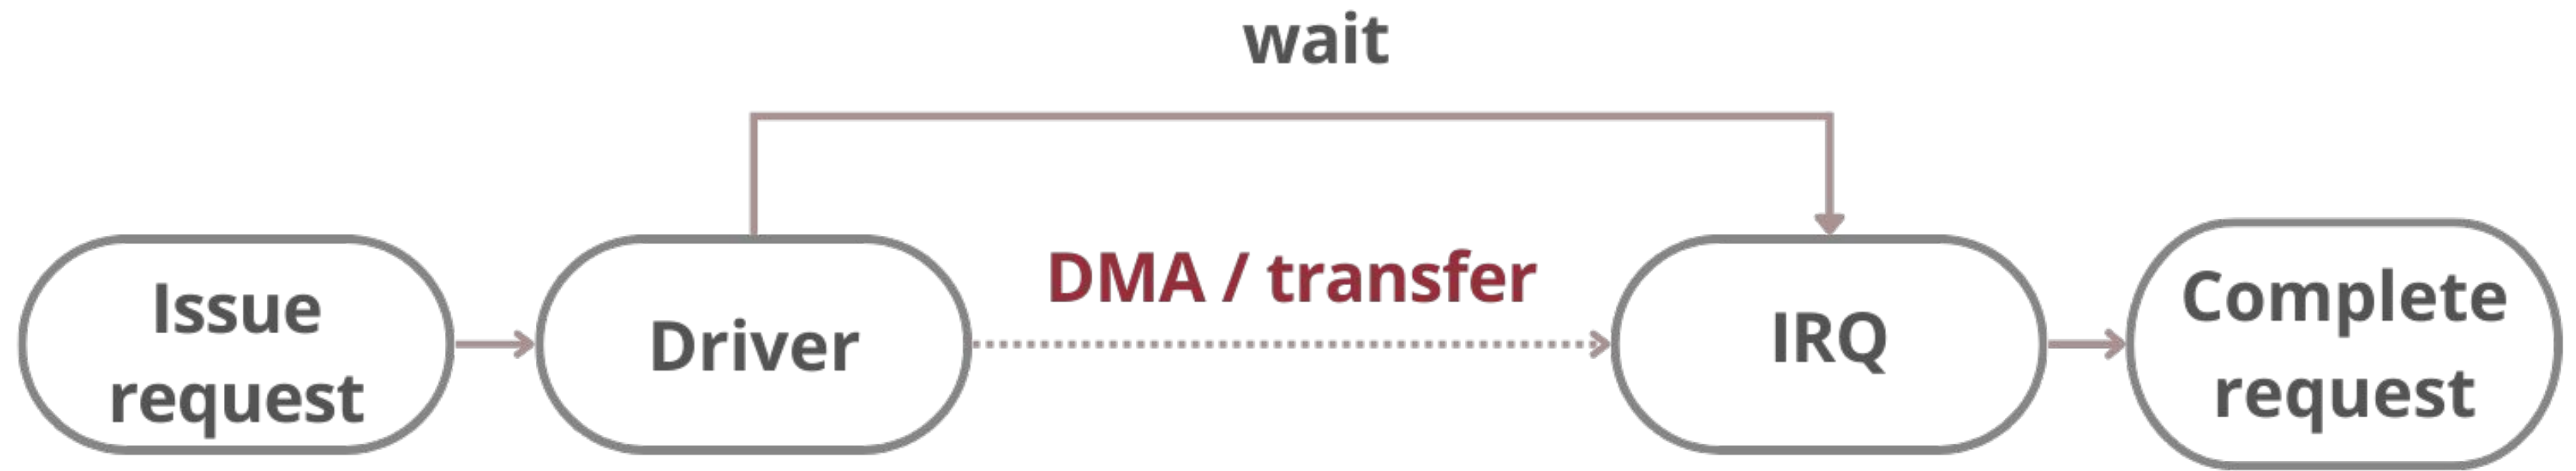 wait
Issue
request
Driver
DMA / transfer
IRQ
Complete
request